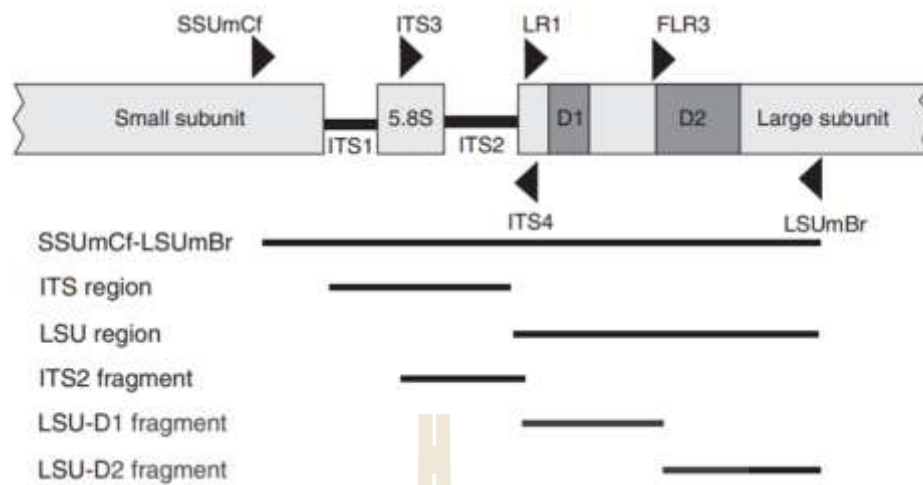 SSUmCf ITS3 LR1 FLR3
Small subunit 5.8S D1 D2 Large subunit
ITS1 ITS2
ITS4 LSUmBr
SSUmCf-LSUmBr
ITS region
LSU region
ITS2 fragment
LSU-D1 fragment
LSU-D2 fragment